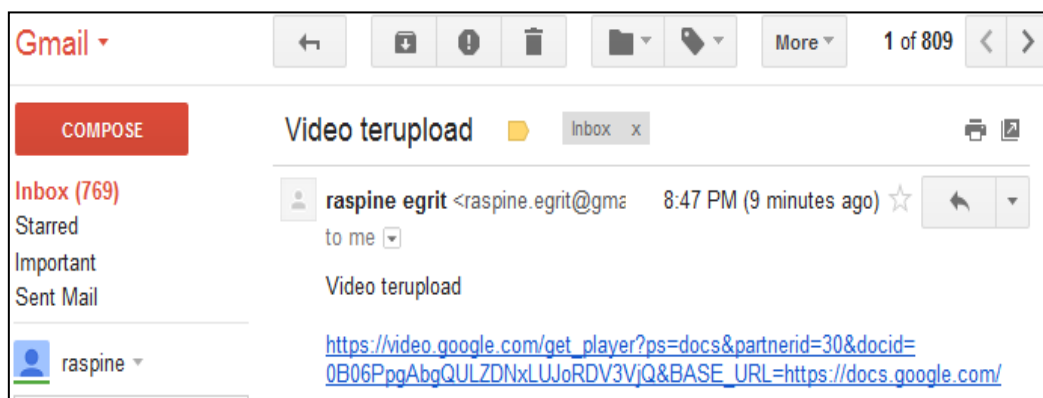 Gmail
More
1 of 809
COMPOSE
Video terupload
Inbox x
Inbox (769)
Starred
Important
Sent Mail
raspine
raspine egrit <raspine.egrit@gma
8:47 PM (9 minutes ago)
to me
Video terupload
https://video.google.com/get_player?ps=docs&partnerid=30&docid=
0B06PpgAbgQULZDNxLUJoRDV3VjQ&BASE_URL=https://docs.google.com/